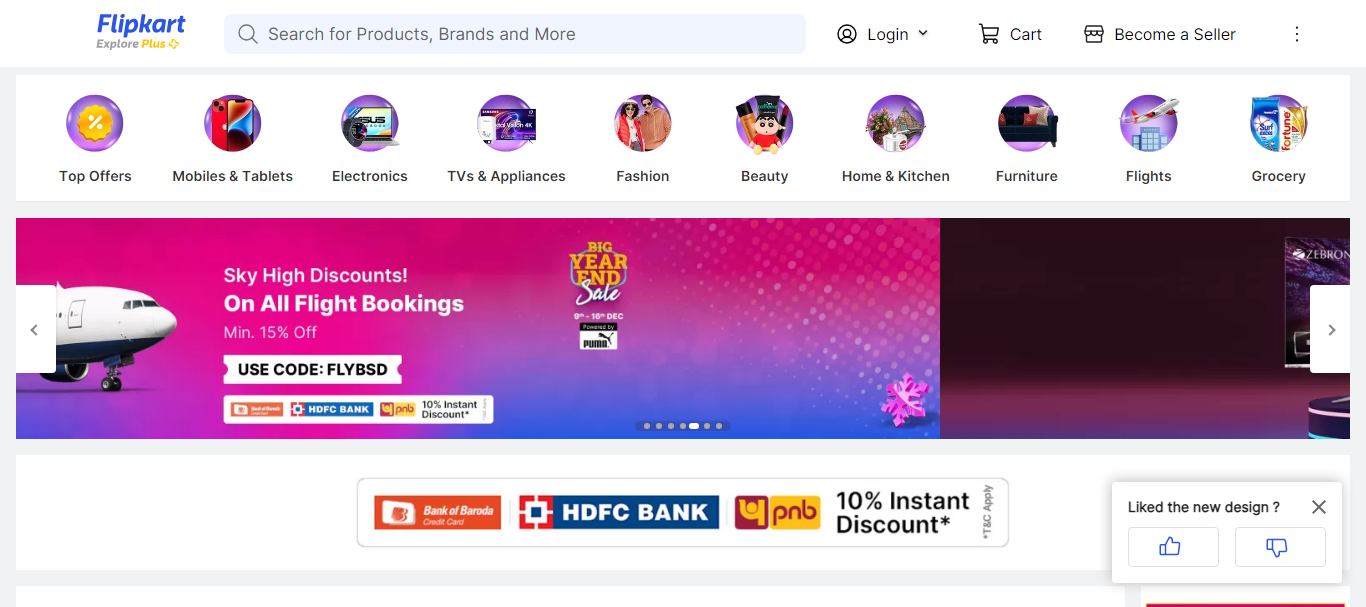 Flipkart
Explore Plus
Search for Products, Brands and More
Login
Cart
Become a Seller
Top Offers
Mobiles & Tablets
Electronics
TVs & Appliances
Fashion
Beauty
Home & Kitchen
Furniture
Flights
Grocery
Sky High Discounts!
On All Flight Bookings
Min. 15% Off
USE CODE: FLYBSD
Bank of Baroda
Credit Card
HDFC BANK
pnb
10% Instant
Discount*
BIG
YEAR
END
Sale
9th - 16th DEC
Powered by
PUMA
ZEBRON
Bank of Baroda
Credit Card
HDFC BANK
pnb
10% Instant
Discount*
*T&C Apply
Liked the new design ?